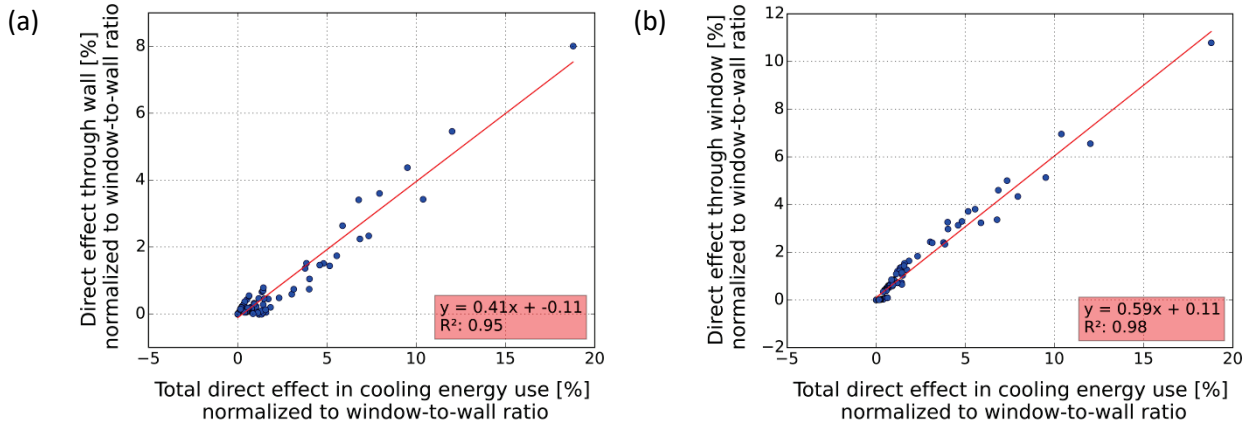 (a)
Direct effect through wall [%]
normalized to window-to-wall ratio
8
6
4
2
0
−5
0
5
10
15
20
y = 0.41x + -0.11
R²: 0.95
Total direct effect in cooling energy use [%]
normalized to window-to-wall ratio
(b)
Direct effect through window [%]
normalized to window-to-wall ratio
12
10
8
6
4
2
0
−2
−5
0
5
10
15
20
y = 0.59x + 0.11
R²: 0.98
Total direct effect in cooling energy use [%]
normalized to window-to-wall ratio